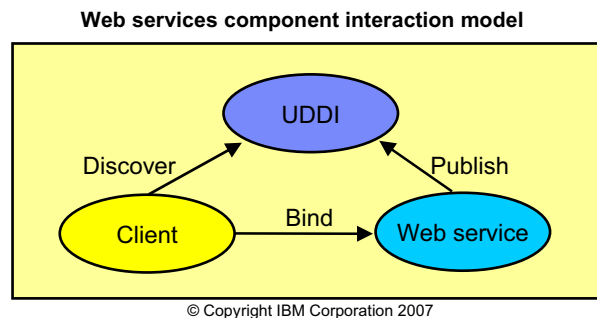 Web services component interaction model
UDDI
Discover
Publish
Bind
Client
Web service
© Copyright IBM Corporation 2007